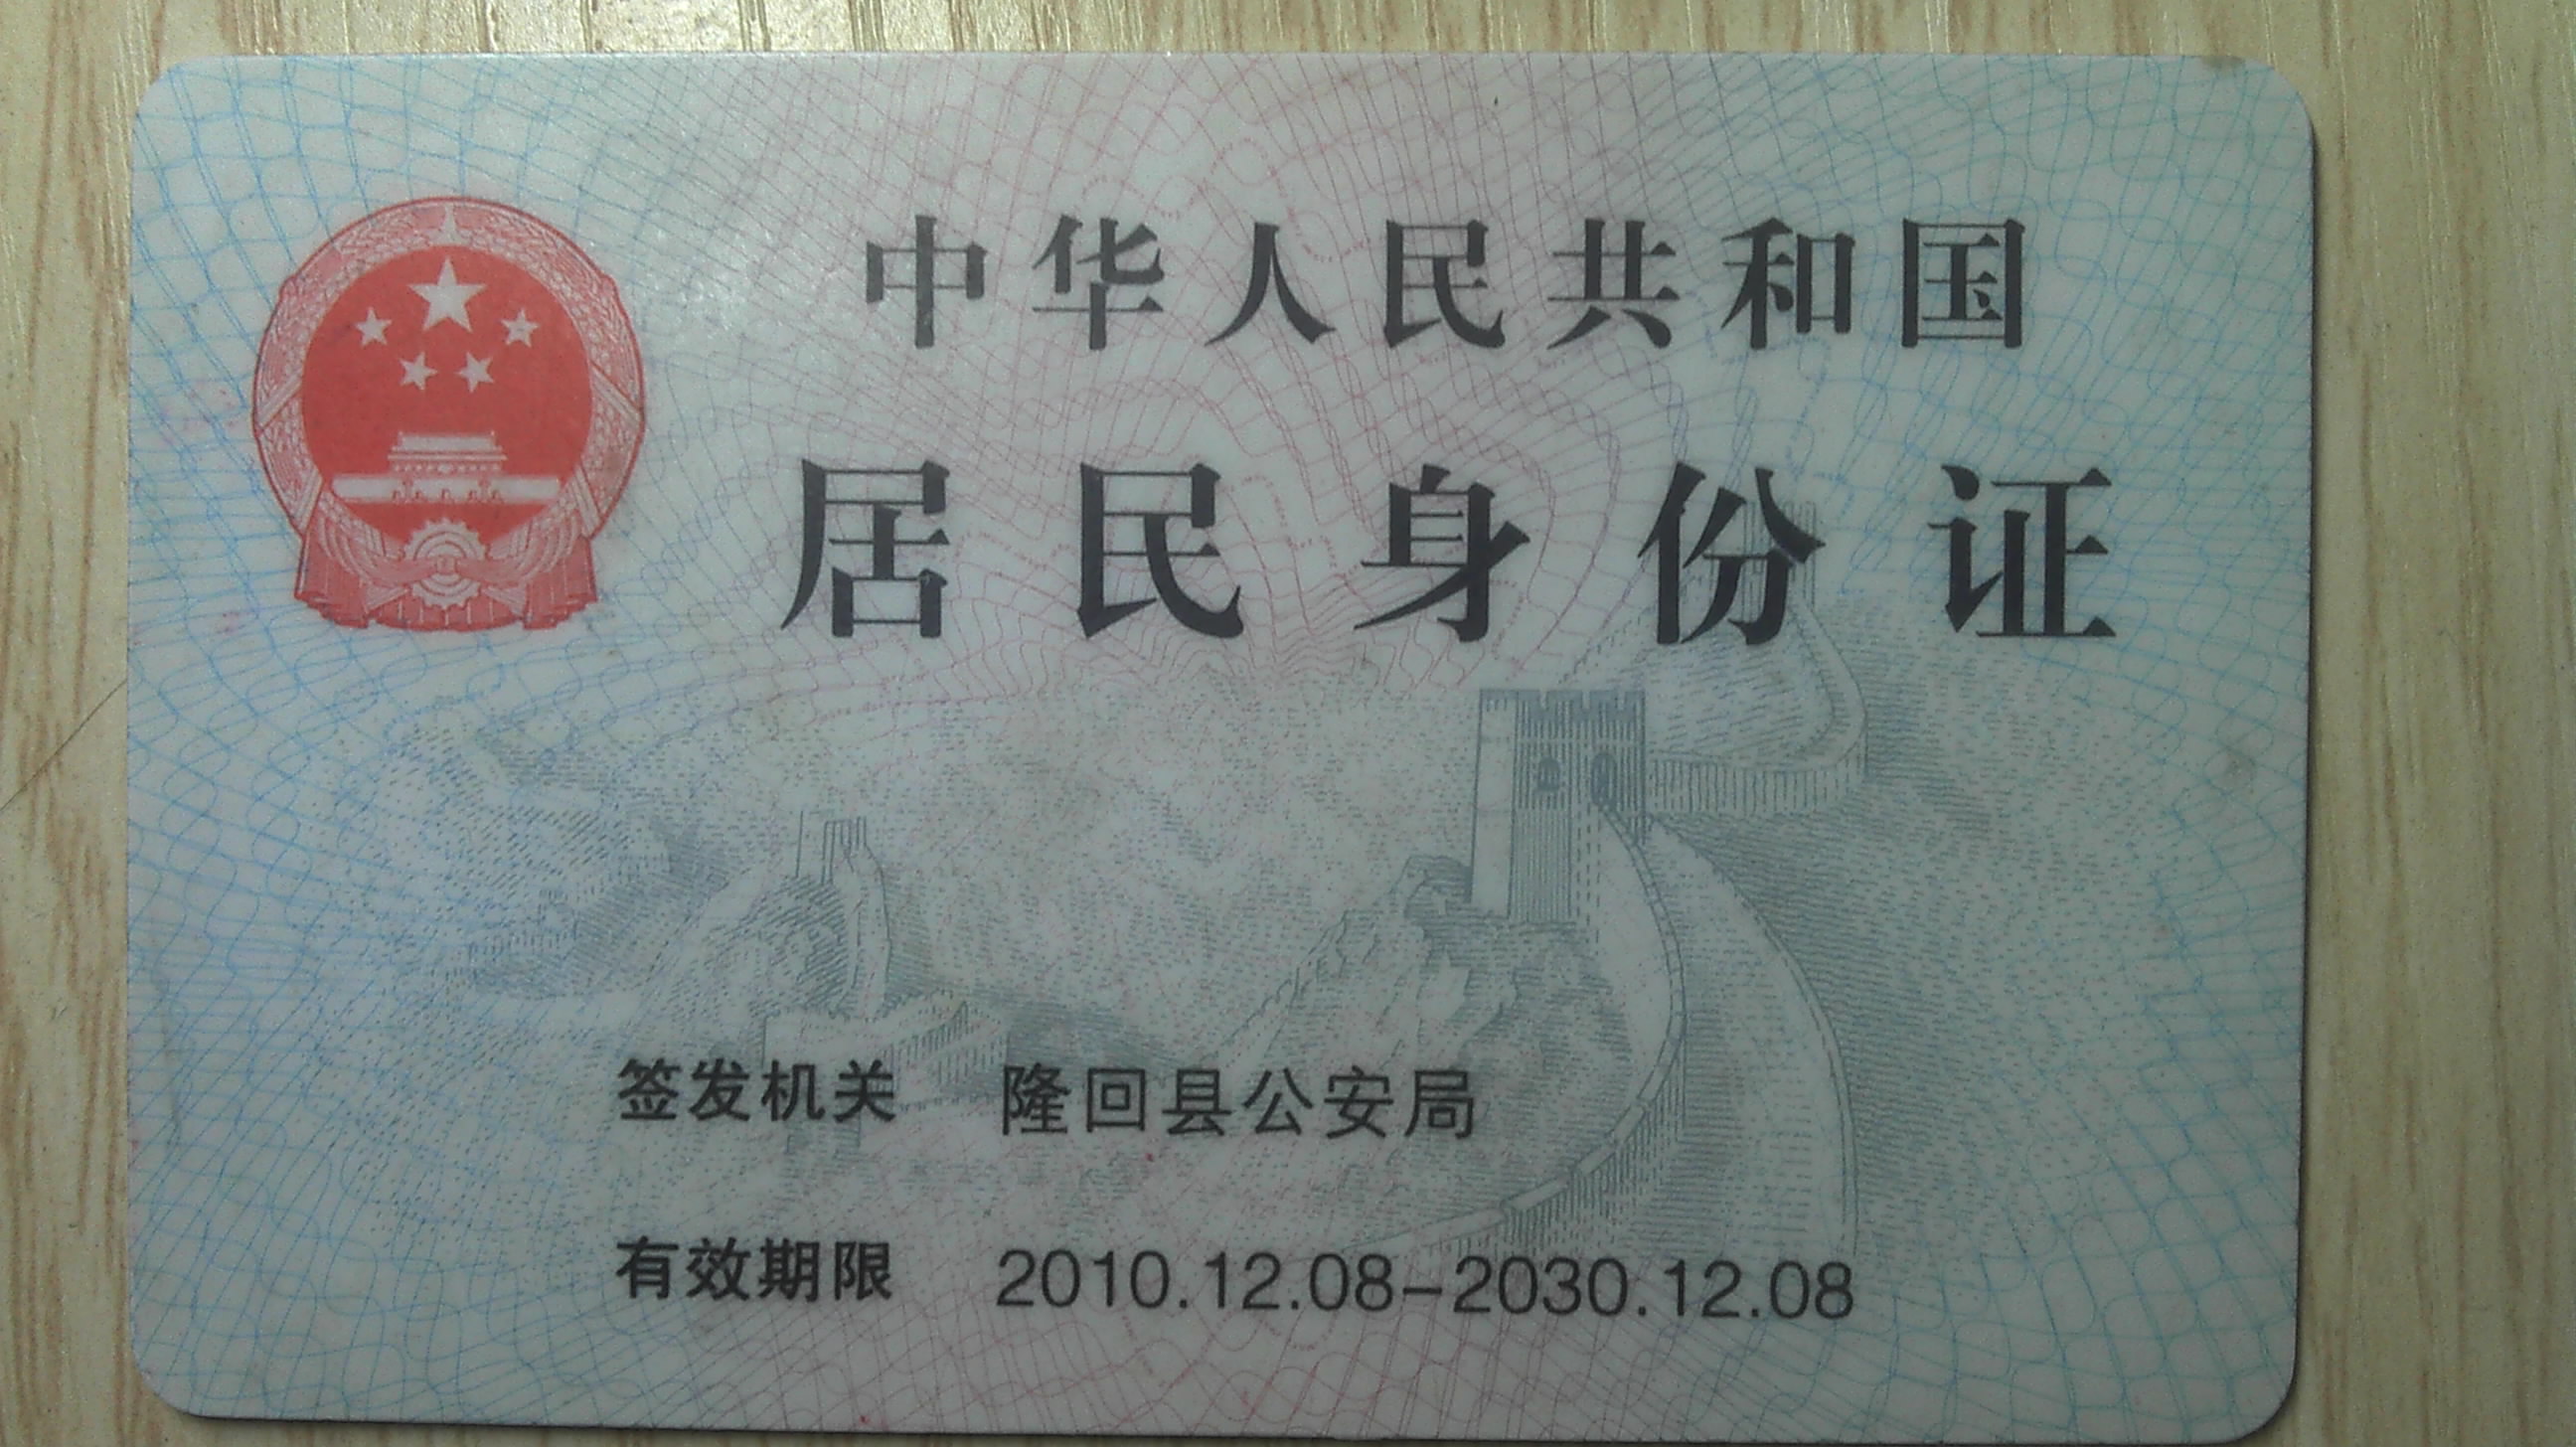 中华人民共和国
居民身份证
签发机关 隆回县公安局
有效期限 2010.12.08-2030.12.08